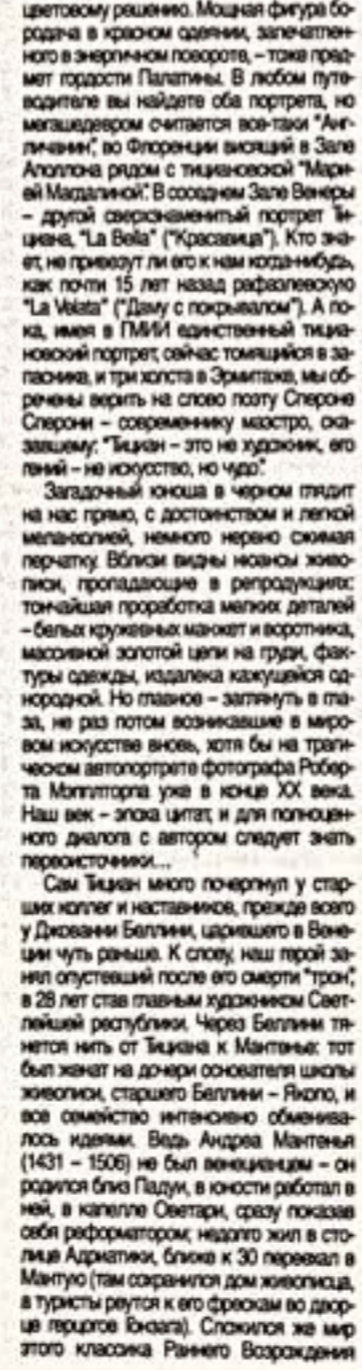 цветовому решению. Мощная фигура бо-
родача в красном одеянии, запечатлен-
ного в энергичном повороте, – тоже пред-
мет гордости Палатины. В любом путе-
водителе вы найдете оба портрета, но
мегашедевром считается все-таки "Анг-
личанин", во Флоренции висящий в Зале
Аполлона рядом с тициановской "Мари-
ей Магдалиной". В соседнем Зале Венеры
– другой сверхзнаменитый портрет Ти-
циана, "La Bella" ("Красавица"). Кто зна-
ет, не привезут ли его к нам когда-нибудь,
как почти 15 лет назад рафаэлевскую
"La Velata" ("Даму с покрывалом"). А по-
ка, имея в ГМИИ единственный тициа-
новский портрет, сейчас томящийся в за-
паснике, и три холста в Эрмитаже, мы об-
речены верить на слово поэту Спероне
Сперони – современнику маэстро, ска-
завшему: "Тициан – это не художник, его
гений – не искусство, но чудо".
Загадочный юноша в черном глядит
на нас прямо, с достоинством и легкой
меланхолией, немного нервно сжимая
перчатку. Вблизи видны нюансы живо-
писи, пропадающие в репродукциях:
тончайшая проработка мелких деталей
– белых кружевных манжет и воротника,
массивной золотой цепи на груди, фак-
туры одежды, издалека кажущейся од-
нородной. Но главное – заглянуть в гла-
за, не раз потом возникавшие в миро-
вом искусстве вновь, хотя бы на траги-
ческом автопортрете фотографа Робер-
та Мэпплторпа уже в конце XX века.
Наш век – эпоха цитат, и для полноцен-
ного диалога с автором следует знать
первоисточники...
Сам Тициан много почерпнул у стар-
ших коллег и наставников, прежде всего
у Джованни Беллини, царившего в Вене-
ции чуть раньше. К слову, наш герой за-
нял опустевший после его смерти "трон",
в 28 лет став главным художником Свет-
лейшей республики. Через Беллини тя-
нется нить от Тициана к Мантенье: тот
был женат на дочери основателя школы
живописи, старшего Беллини – Якопо, и
все семейство интенсивно обменива-
лось идеями. Ведь Андреа Мантенья
(1431 – 1506) не был венецианцем – он
родился близ Падуи, в юности работал в
ней, в капелле Оветари, сразу показав
себя реформатором; недолго жил в сто-
лице Адриатики, ближе к 30 переехал в
Мантую (там сохранился дом живописца,
а туристы рвутся к его фрескам во двор-
це герцогов Гонзага). Сложился же мир
этого классика Раннего Возрождения